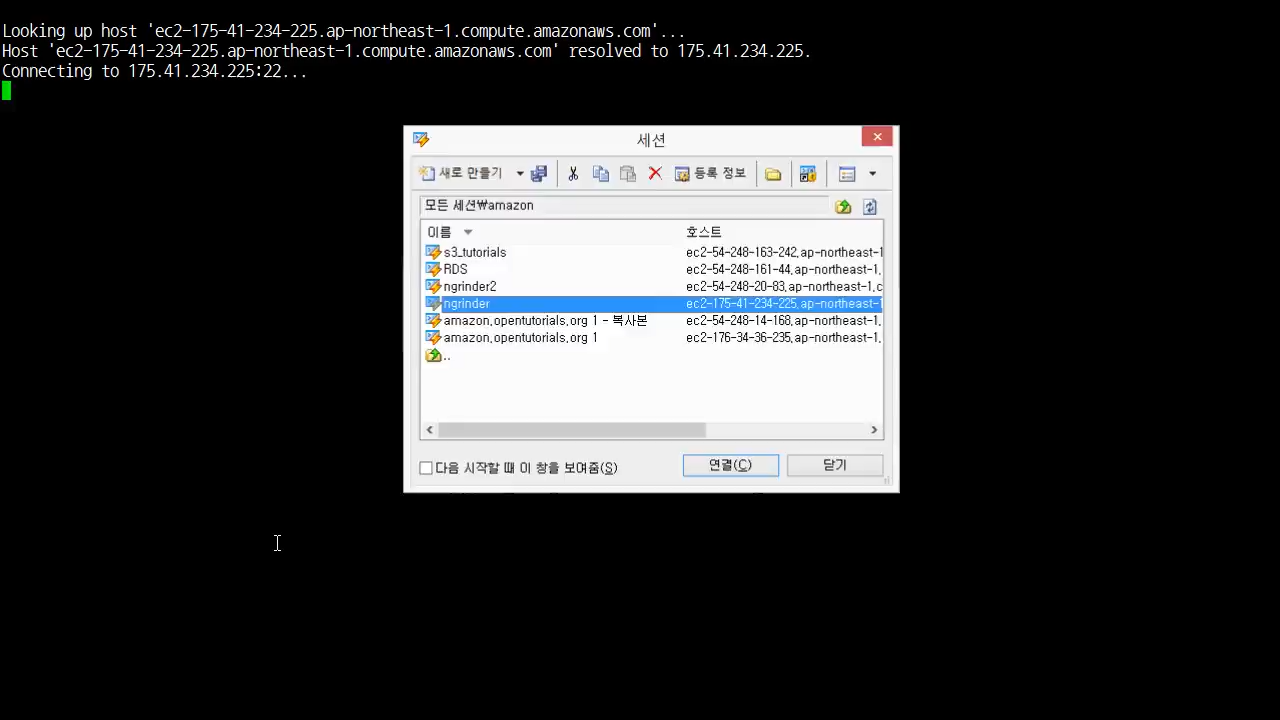 Looking up host 'ec2-175-41-234-225.ap-northeast-1.compute.amazonaws.com'...
Host 'ec2-175-41-234-225.ap-northeast-1.compute.amazonaws.com' resolved to 175.41.234.225.
Connecting to 175.41.234.225:22...
세션
새로 만들기 등록 정보
모든 세션₩amazon
이름 호스트
s3_tutorials ec2-54-248-163-242.ap-northeast-1
RDS ec2-54-248-161-44.ap-northeast-1.
ngrinder2 ec2-54-248-20-83.ap-northeast-1.c
ngrinder ec2-175-41-234-225.ap-northeast-1
amazon.opentutorials.org 1 - 복사본 ec2-54-248-14-168.ap-northeast-1.
amazon.opentutorials.org 1 ec2-176-34-36-235.ap-northeast-1.
..
다음 시작할 때 이 창을 보여줌(S) 연결(C) 닫기